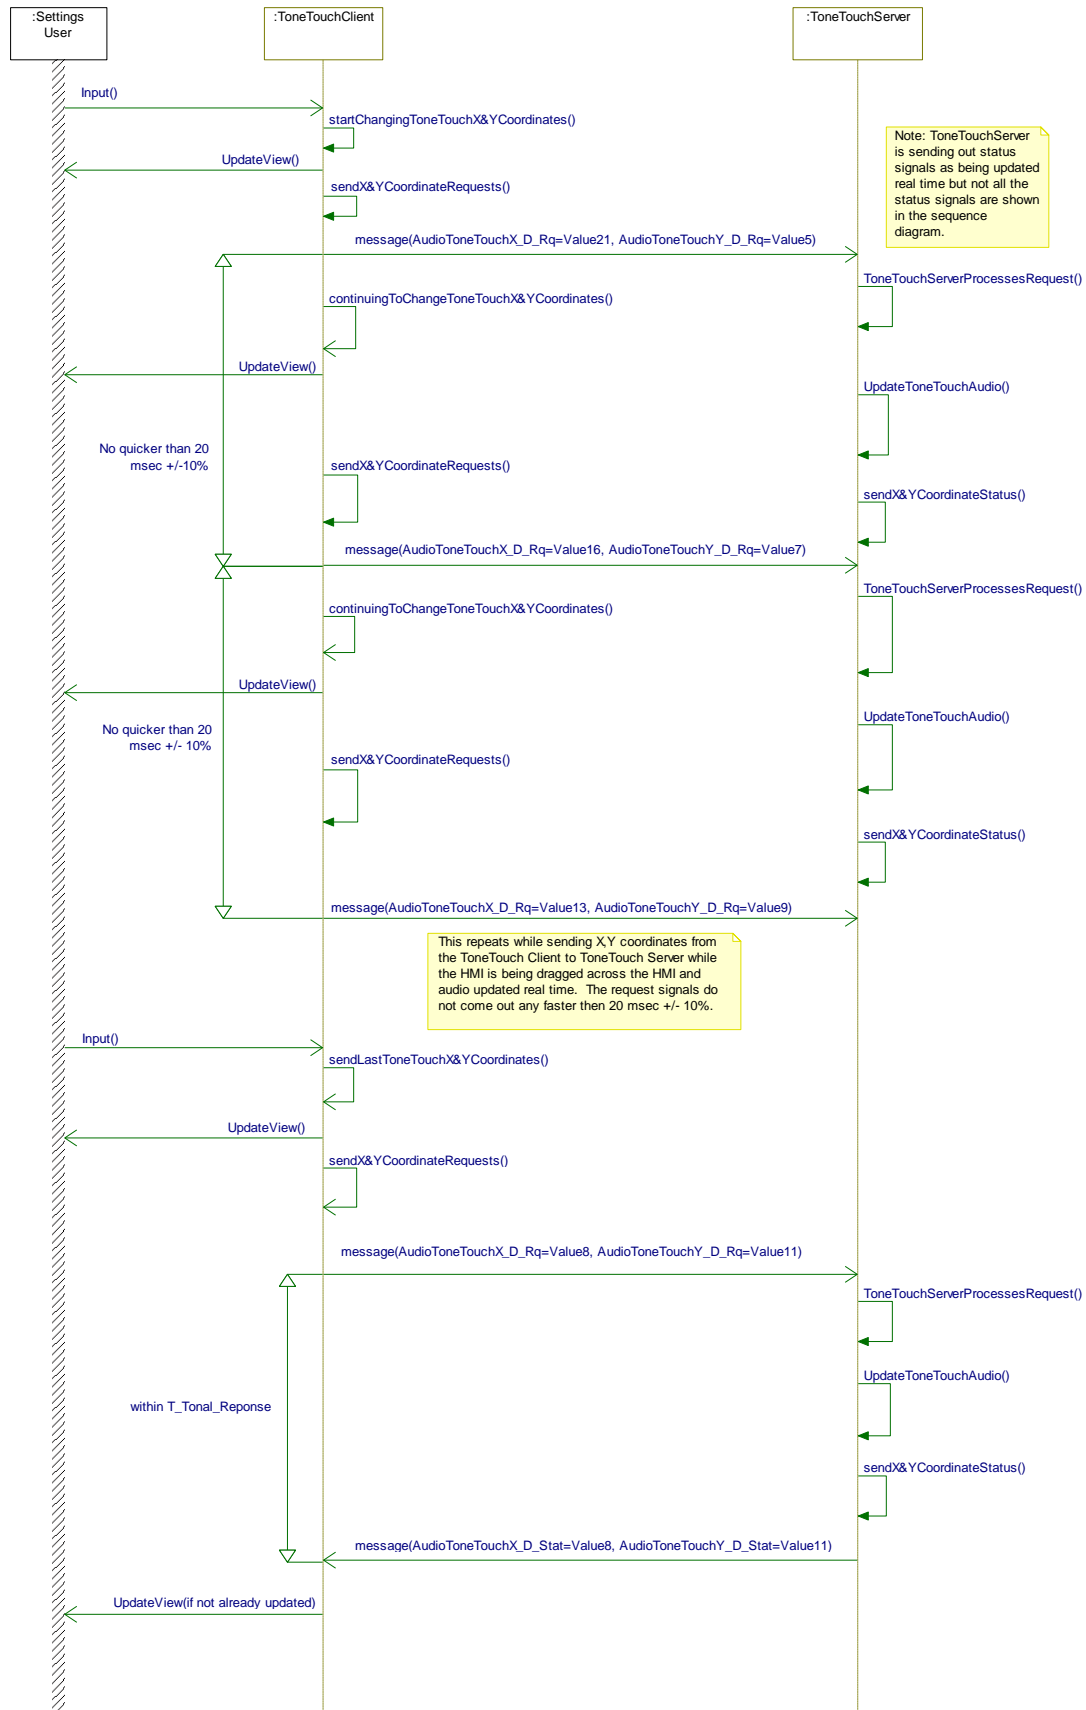 :Settings
User
:ToneTouchClient
:ToneTouchServer
Input()
startChangingToneTouchX&YCoordinates()
Note: ToneTouchServer
is sending out status
signals as being updated
real time but not all the
status signals are shown
in the sequence
diagram.
UpdateView()
sendX&YCoordinateRequests()
message(AudioToneTouchX_D_Rq=Value21, AudioToneTouchY_D_Rq=Value5)
ToneTouchServerProcessesRequest()
continuingToChangeToneTouchX&YCoordinates()
UpdateView()
UpdateToneTouchAudio()
No quicker than 20
msec +/-10%
sendX&YCoordinateRequests()
sendX&YCoordinateStatus()
message(AudioToneTouchX_D_Rq=Value16, AudioToneTouchY_D_Rq=Value7)
ToneTouchServerProcessesRequest()
continuingToChangeToneTouchX&YCoordinates()
UpdateView()
UpdateToneTouchAudio()
No quicker than 20
msec +/- 10%
sendX&YCoordinateRequests()
sendX&YCoordinateStatus()
message(AudioToneTouchX_D_Rq=Value13, AudioToneTouchY_D_Rq=Value9)
This repeats while sending X,Y coordinates from
the ToneTouch Client to ToneTouch Server while
the HMI is being dragged across the HMI and
audio updated real time.  The request signals do
not come out any faster then 20 msec +/- 10%.
Input()
sendLastToneTouchX&YCoordinates()
UpdateView()
sendX&YCoordinateRequests()
message(AudioToneTouchX_D_Rq=Value8, AudioToneTouchY_D_Rq=Value11)
ToneTouchServerProcessesRequest()
UpdateToneTouchAudio()
within T_Tonal_Reponse
sendX&YCoordinateStatus()
message(AudioToneTouchX_D_Stat=Value8, AudioToneTouchY_D_Stat=Value11)
UpdateView(if not already updated)